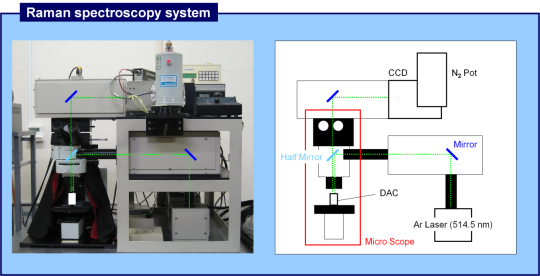 Raman spectroscopy system
CCD
N₂ Pot
Half Mirror
Mirror
DAC
Ar Laser (514.5 nm)
Micro Scope